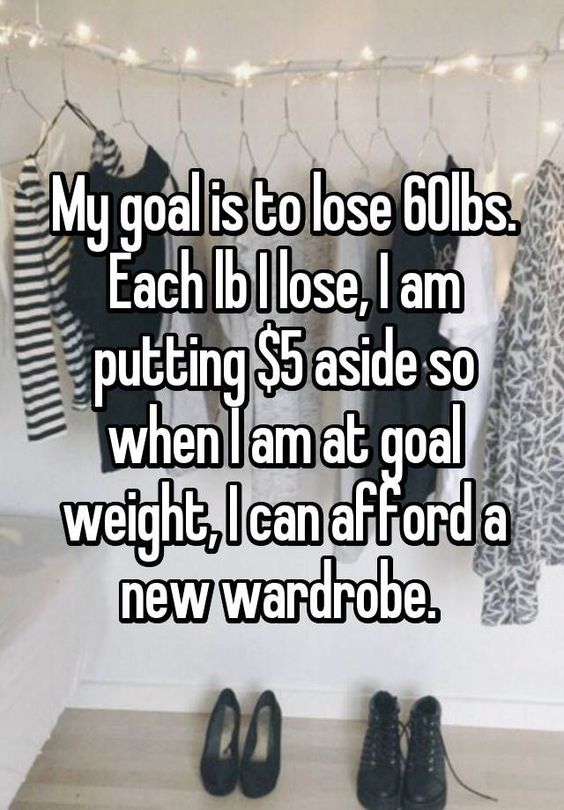 My goal is to lose 60lbs.
Each lb I lose, I am
putting $5 aside so
when I am at goal
weight, I can afford a
new wardrobe.